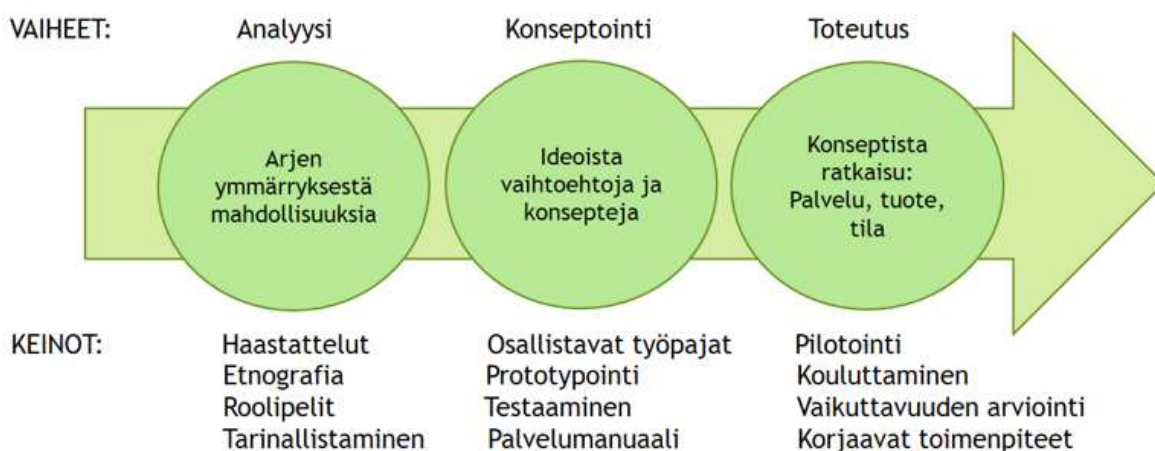 VAIHEET: Analyysi Konseptointi Toteutus
Arjen
ymmärryksestä
mahdollisuuksia
Ideoista
vaihtoehtoja ja
konsepteja
Konseptista
ratkaisu:
Palvelu, tuote,
tila
KEINOT:
Haastattelut
Etnografia
Roolipelit
Tarinallistaminen
Osallistavat työpajat
Prototypointi
Testaaminen
Palvelumanuaali
Pilotointi
Kouluttaminen
Vaikuttavuuden arviointi
Korjaavat toimenpiteet